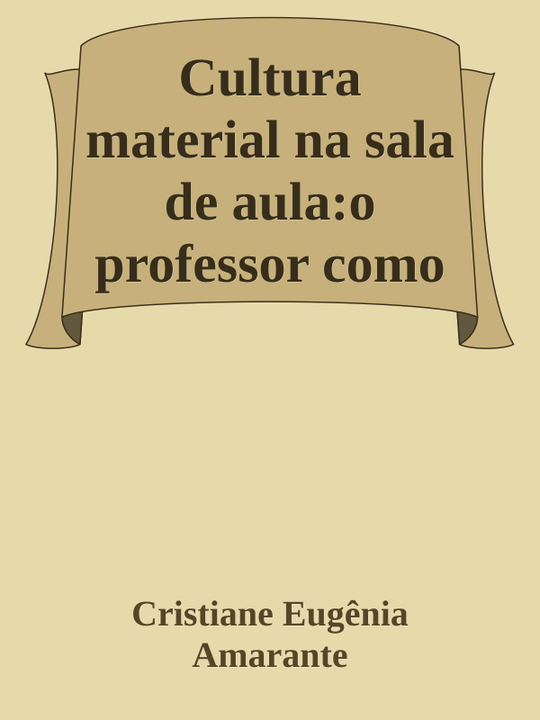 Cultura
material na sala
de aula:o
professor como
Cristiane Eugênia
Amarante